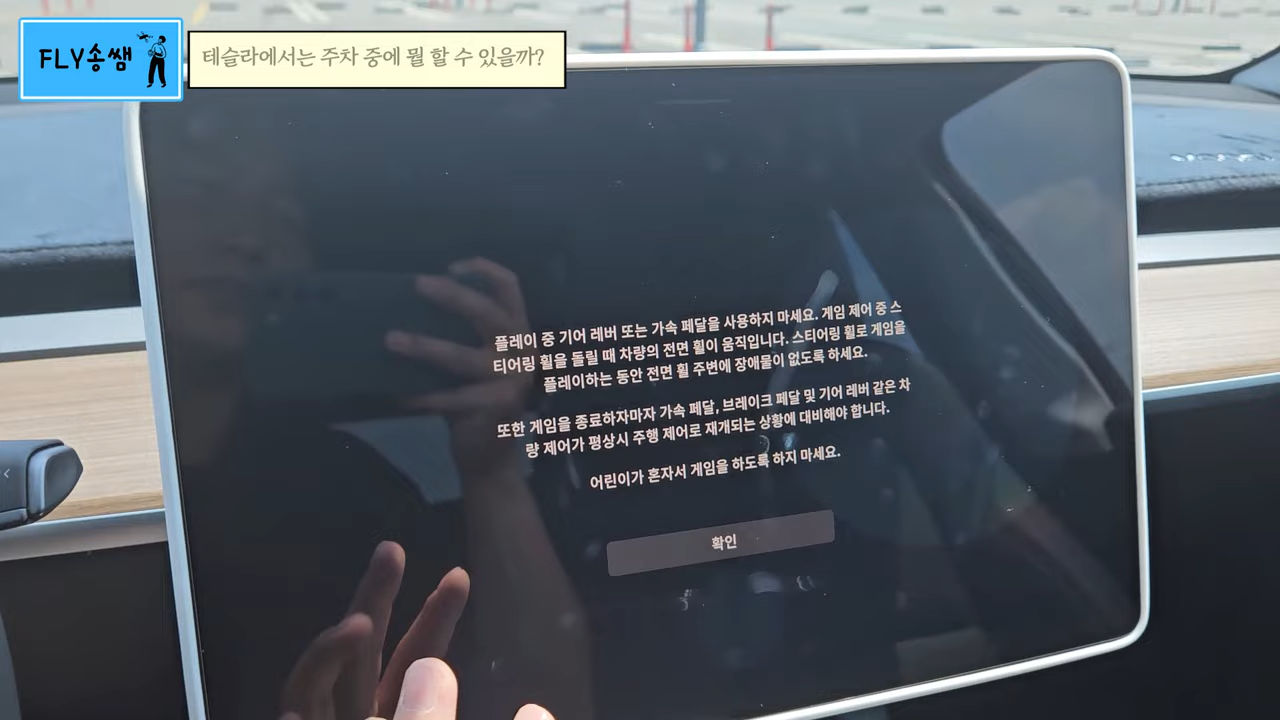 FLY송쌤
테슬라에서는 주차 중에 뭘 할 수 있을까?
플레이 중 기어 레버 또는 가속 페달을 사용하지 마세요. 게임 제어 중 스
티어링 휠을 돌릴 때 차량의 전면 휠이 움직입니다. 스티어링 휠로 게임을
플레이하는 동안 전면 휠 주변에 장애물이 없도록 하세요.
또한 게임을 종료하자마자 가속 페달, 브레이크 페달 및 기어 레버 같은 차
량 제어가 평상시 주행 제어로 재개되는 상황에 대비해야 합니다.
어린이가 혼자서 게임을 하도록 하지 마세요.
확인